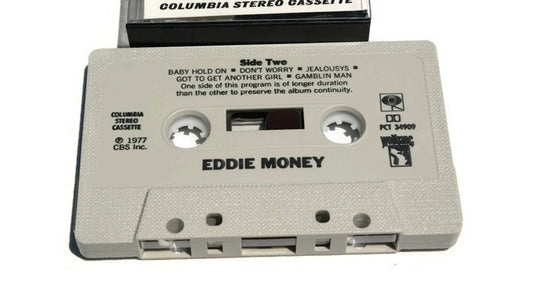 COLUMBIA STEREO CASSETTE
Side Two
BABY HOLD ON ▪ DON'T WORRY ▪ JEALOUSYS ▪
GOT TO GET ANOTHER GIRL ▪ GAMBLIN MAN
One side of this program is of longer duration
than the other to preserve the album continuity.
COLUMBIA
STEREO
CASSETTE
℗ 1977
CBS Inc.
PCT 34909
wolfgang
EDDIE MONEY